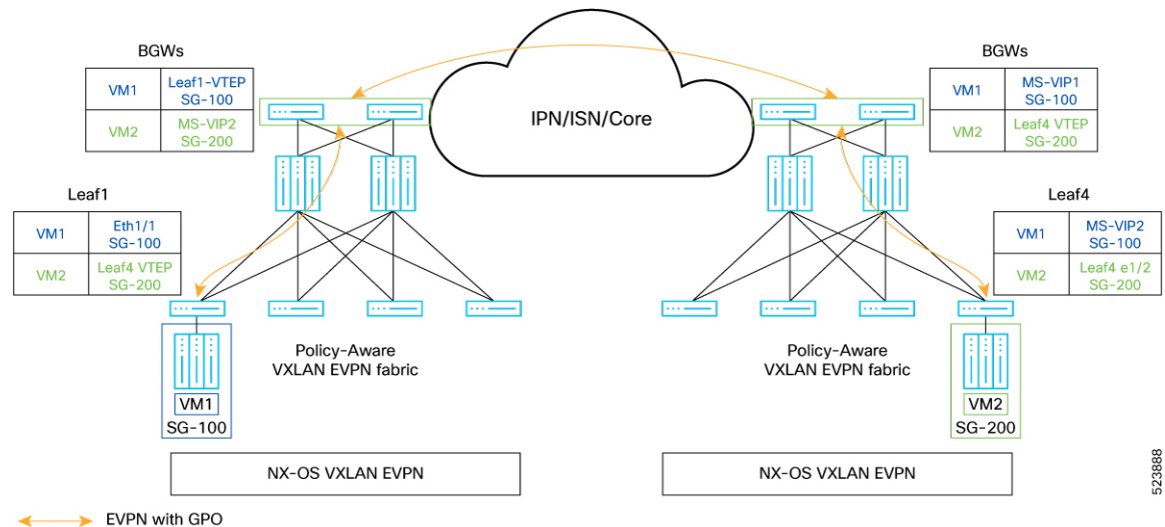 BGWs
VM1
Leaf1-VTEP
SG-100
VM2
MS-VIP2
SG-200
IPN/ISN/Core
BGWs
VM1
MS-VIP1
SG-100
VM2
Leaf4 VTEP
SG-200
Leaf1
VM1
Eth1/1
SG-100
VM2
Leaf4 VTEP
SG-200
Leaf4
VM1
MS-VIP2
SG-100
VM2
Leaf4 e1/2
SG-200
Policy-Aware
VXLAN EVPN fabric
Policy-Aware
VXLAN EVPN fabric
VM1
SG-100
VM2
SG-200
NX-OS VXLAN EVPN
NX-OS VXLAN EVPN
523888
EVPN with GPO